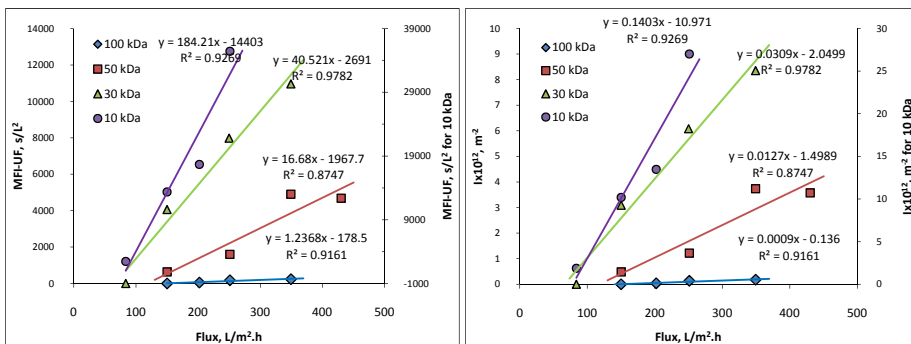 14000
12000
10000
8000
6000
4000
2000
0
MFI-UF, s/L²
100 kDa
50 kDa
30 kDa
10 kDa
y = 184.21x - 14403
R² = 0.9269
y = 40.521x - 2691
R² = 0.9782
y = 16.68x - 1967.7
R² = 0.8747
y = 1.2368x - 178.5
R² = 0.9161
39000
29000
19000
9000
-1000
MFI-UF, s/L² for 10 kDa
0 100 200 300 400 500
Flux, L/m².h
10
9
8
7
6
5
4
3
2
1
0
Ix10¹², m⁻²
100 kDa
50 kDa
30 kDa
10 kDa
y = 0.1403x - 10.971
R² = 0.9269
y = 0.0309x - 2.0499
R² = 0.9782
y = 0.0127x - 1.4989
R² = 0.8747
y = 0.0009x - 0.136
R² = 0.9161
30
25
20
15
10
5
0
Ix10¹², m⁻² for 10 kDa
0 100 200 300 400 500
Flux, L/m².h